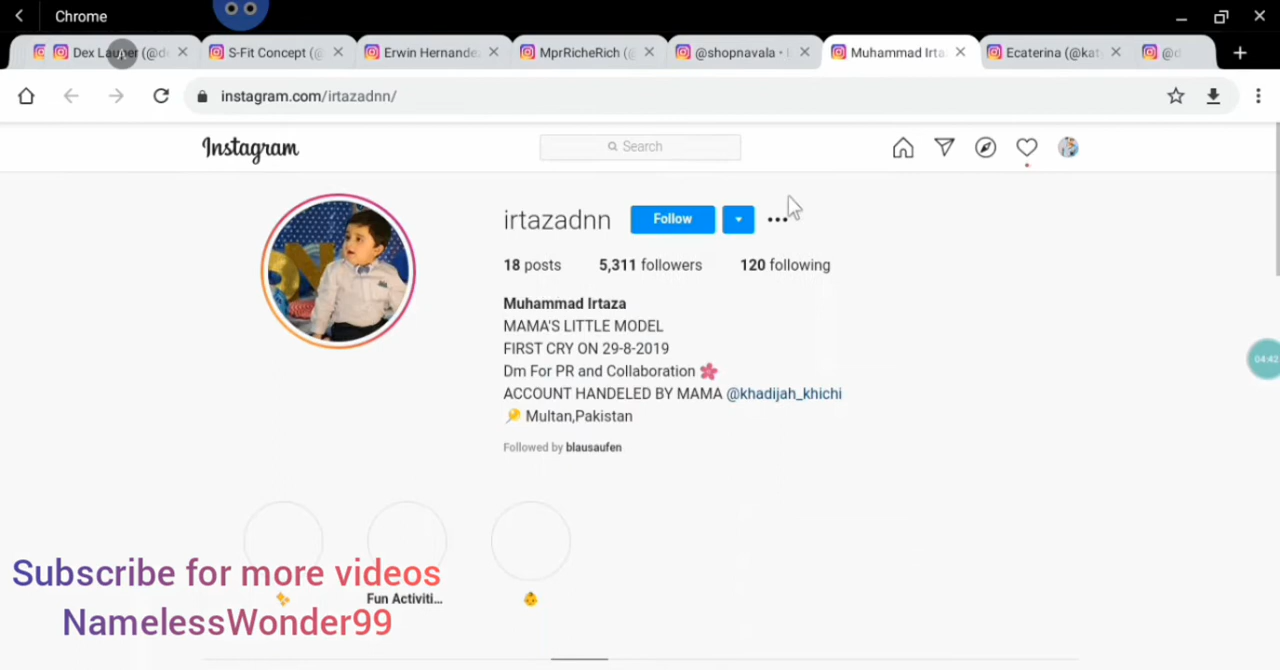 Chrome
Dex Lauper (@de
S-Fit Concept (@
Erwin Hernande
MprRicheRich (@
@shopnavala •
Muhammad Irta
Ecaterina (@kat
@d
instagram.com/irtazadnn/
Instagram
Search
irtazadnn
Follow
18 posts 5,311 followers 120 following
Muhammad Irtaza
MAMA'S LITTLE MODEL
FIRST CRY ON 29-8-2019
Dm For PR and Collaboration 🌸
ACCOUNT HANDELED BY MAMA @khadijah_khichi
🔑 Multan,Pakistan
Followed by blausaufen
04:42
Fun Activiti...
Subscribe for more videos
NamelessWonder99